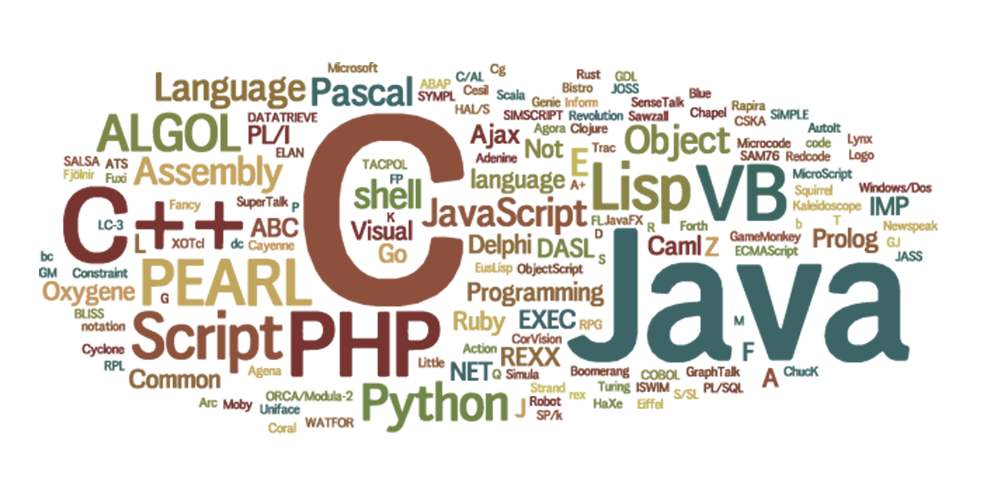 Microsoft
Language
Pascal
ABAP
SYMPL
C/AL
Cg
Cesil
Scala
HAL/S
Rust
Bistro
GDL
JOSS
Genie
Inform
SIMSCRIPT
Revolution
SenseTalk
Sawzall
Blue
Chapel
Rapira
CSKA
SiMPLE
ALGOL
DATATRIEVE
PL/I
ELAN
Ajax
Adenine
Agora
Clojure
Not
Trac
Object
Microcode
SAM76
AutoIt
code
Redcode
Lynx
Logo
SALSA
ATS
Fjölnir
Fuxi
Assembly
C
TACPOL
FP
shell
K
Visual
Go
language
E
A+
Lisp
VB
MicroScript
Squirrel
Kaleidoscope
Windows/Dos
IMP
C++
LC-3
Fancy
SuperTalk
P
ABC
JavaScript
FL
JavaFX
R
Forth
b
T
Newspeak
L
XOTcl
dc
Cayenne
Delphi
DASL
D
S
Caml
Z
GameMonkey
ECMAScript
Prolog
GJ
JASS
bc
GM
Constraint
EusLisp
ObjectScript
Java
Oxygene
PEARL
G
Programming
BLISS
notation
Script
PHP
Ruby
EXEC
RPG
M
Cyclone
RPL
Little
Action
CorVision
REXX
F
Common
Agena
NET
Q
Simula
Boomerang
COBOL
GraphTalk
A
ChucK
Arc
Moby
ORCA/Modula-2
Uniface
Python
Strand
rex
Turing
ISWIM
S/SL
PL/SQL
Coral
WATFOR
J
Robot
SP/k
HaXe
Eiffel